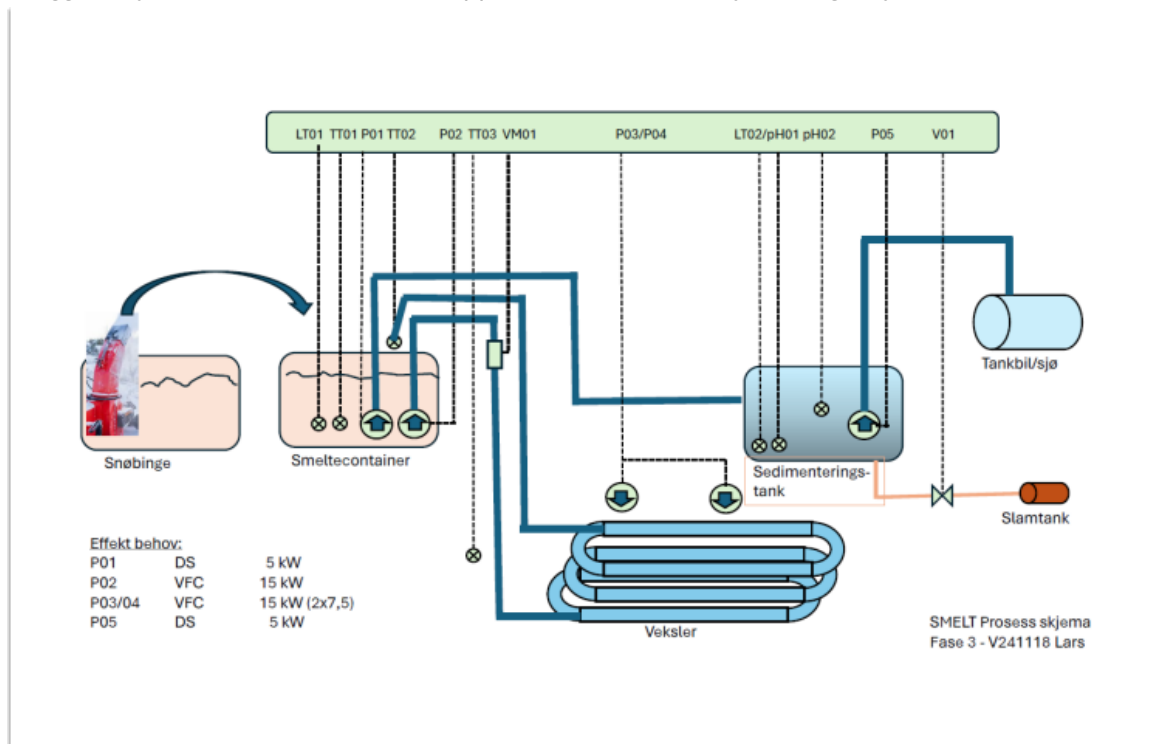 LT01 TT01 P01 TT02 P02 TT03 VM01 P03/P04 LT02/pH01 pH02 P05 V01
Tankbil/sjø
Snøbinge
Smeltecontainer
Sedimenterings-
tank
Slamtank
Veksler
Effekt behov:
P01 DS 5 kW
P02 VFC 15 kW
P03/04 VFC 15 kW (2x7,5)
P05 DS 5 kW
SMELT Prosess skjema
Fase 3 - V241118 Lars